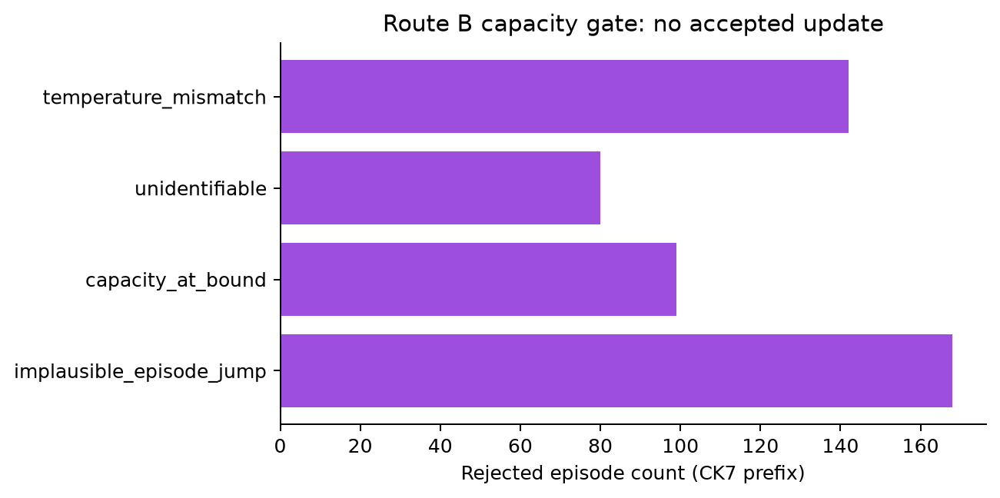 Route B capacity gate: no accepted update
temperature_mismatch
unidentifiable
capacity_at_bound
implausible_episode_jump
0 20 40 60 80 100 120 140 160
Rejected episode count (CK7 prefix)